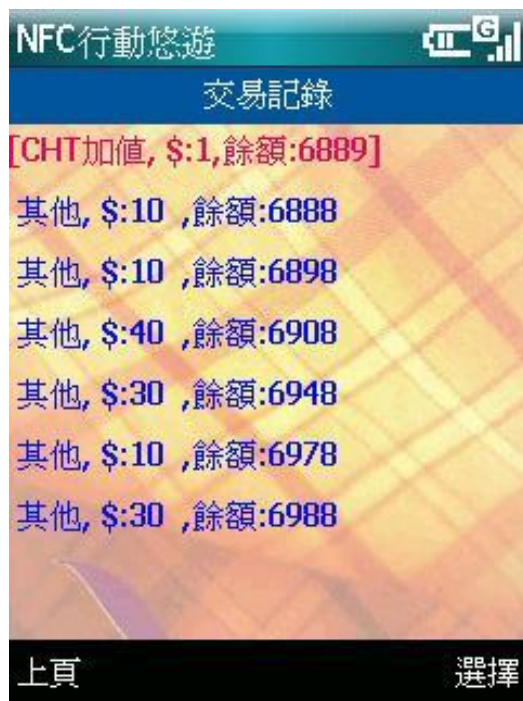 NFC行動悠遊
G
交易記錄
[CHT加值, $:1,餘額:6889]
其他, $:10 ,餘額:6888
其他, $:10 ,餘額:6898
其他, $:40 ,餘額:6908
其他, $:30 ,餘額:6948
其他, $:10 ,餘額:6978
其他, $:30 ,餘額:6988
上頁 選擇